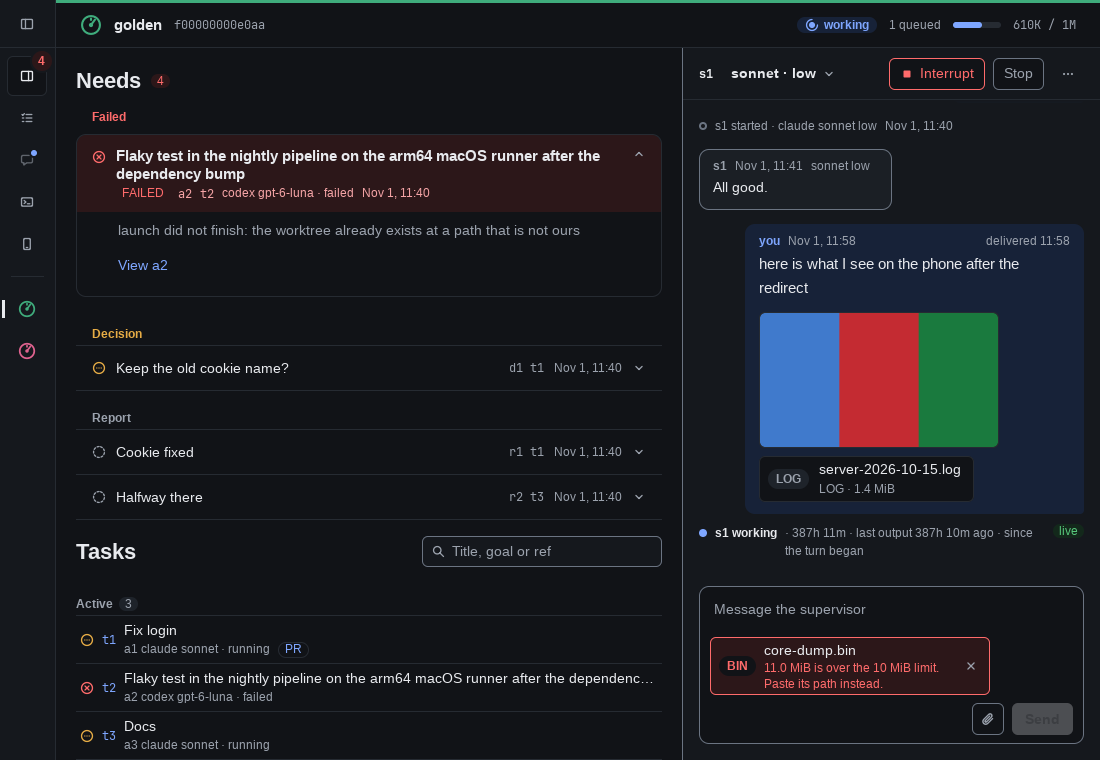 golden f00000000e0aa
working 1 queued 610K / 1M
4
Needs 4
Failed
Flaky test in the nightly pipeline on the arm64 macOS runner after the
dependency bump
FAILED a2 t2 codex gpt-6-luna · failed Nov 1, 11:40
launch did not finish: the worktree already exists at a path that is not ours
View a2
Decision
Keep the old cookie name? d1 t1 Nov 1, 11:40
Report
Cookie fixed r1 t1 Nov 1, 11:40
Halfway there r2 t3 Nov 1, 11:40
Tasks
Title, goal or ref
Active 3
t1 Fix login
a1 claude sonnet · running PR
t2 Flaky test in the nightly pipeline on the arm64 macOS runner after the dependenc…
a2 codex gpt-6-luna · failed
t3 Docs
a3 claude sonnet · running
s1 sonnet · low
Interrupt Stop
s1 started · claude sonnet low Nov 1, 11:40
s1 Nov 1, 11:41 sonnet low
All good.
you Nov 1, 11:58 delivered 11:58
here is what I see on the phone after the
redirect
LOG server-2026-10-15.log
LOG · 1.4 MiB
s1 working · 387h 11m · last output 387h 10m ago · since
the turn began
live
Message the supervisor
BIN core-dump.bin
11.0 MiB is over the 10 MiB limit.
Paste its path instead.
Send